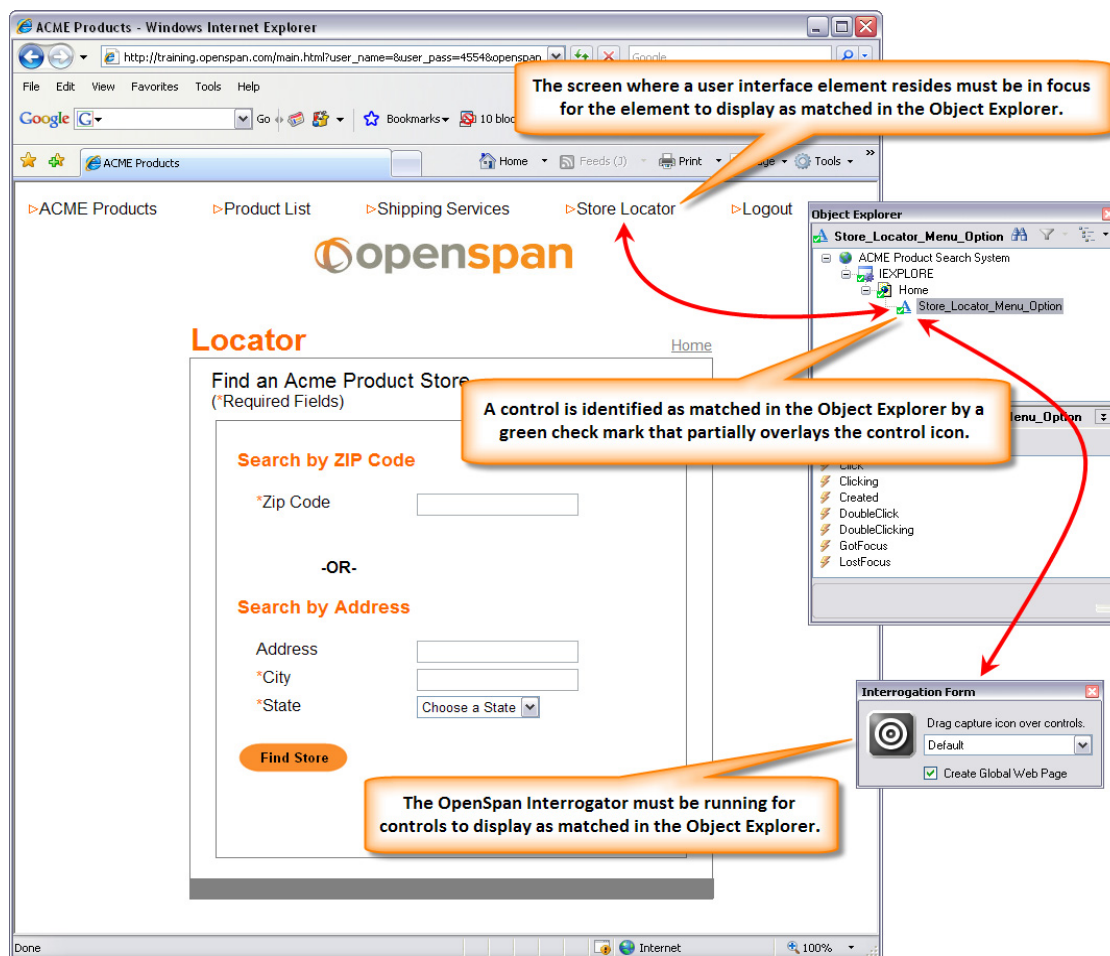 ACME Products - Windows Internet Explorer
http://training.openspan.com/main.html?user_name=&user_pass=4554&openspan
Google
File Edit View Favorites Tools Help
Google G
Go
Bookmarks
10 bloc
The screen where a user interface element resides must be in focus
for the element to display as matched in the Object Explorer.
ACME Products
Home
Feeds (J)
Print
Tools
»
ACME Products
Product List
Shipping Services
Store Locator
Logout
openspan
Object Explorer
Store_Locator_Menu_Option
ACME Product Search System
IEXPLORE
Home
Store_Locator_Menu_Option
Locator
Home
Find an Acme Product Store
(*Required Fields)
A control is identified as matched in the Object Explorer by a
green check mark that partially overlays the control icon.
Menu_Option
Click
Clicking
Created
DoubleClick
DoubleClicking
GotFocus
LostFocus
Search by ZIP Code
*Zip Code
-OR-
Search by Address
Address
*City
*State
Choose a State
Find Store
Interrogation Form
Drag capture icon over controls.
Default
Create Global Web Page
The OpenSpan Interrogator must be running for
controls to display as matched in the Object Explorer.
Done
Internet
100%